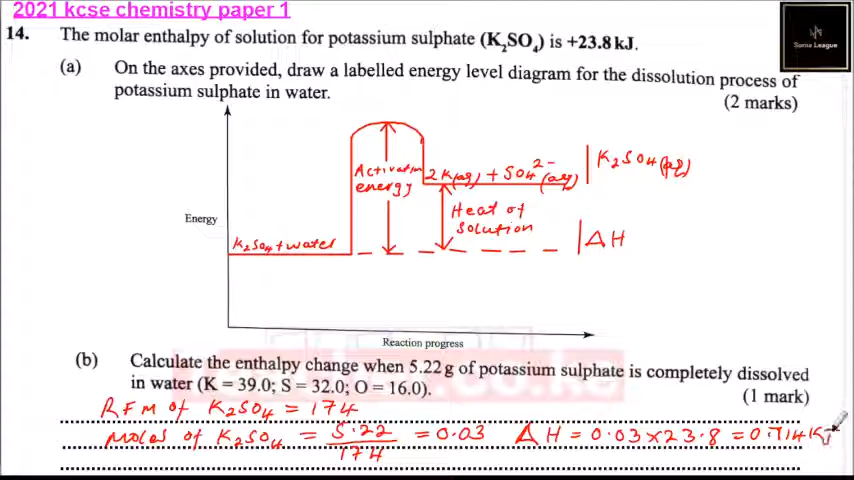 2021 kcse chemistry paper 1
14. The molar enthalpy of solution for potassium sulphate (K₂SO₄) is +23.8 kJ.
Sonia League
(a) On the axes provided, draw a labelled energy level diagram for the dissolution process of
potassium sulphate in water. (2 marks)
Activation
energy
2K(aq) + SO₄²⁻(aq)
K₂SO₄(aq)
Energy
Heat of
solution
K₂SO₄ + water
ΔH
Reaction progress
(b) Calculate the enthalpy change when 5.22 g of potassium sulphate is completely dissolved
in water (K = 39.0; S = 32.0; O = 16.0). (1 mark)
RFM of K₂SO₄ = 174
Moles of K₂SO₄ = 5.22/174 = 0.03 ΔH = 0.03 × 23.8 = 0.714 KJ